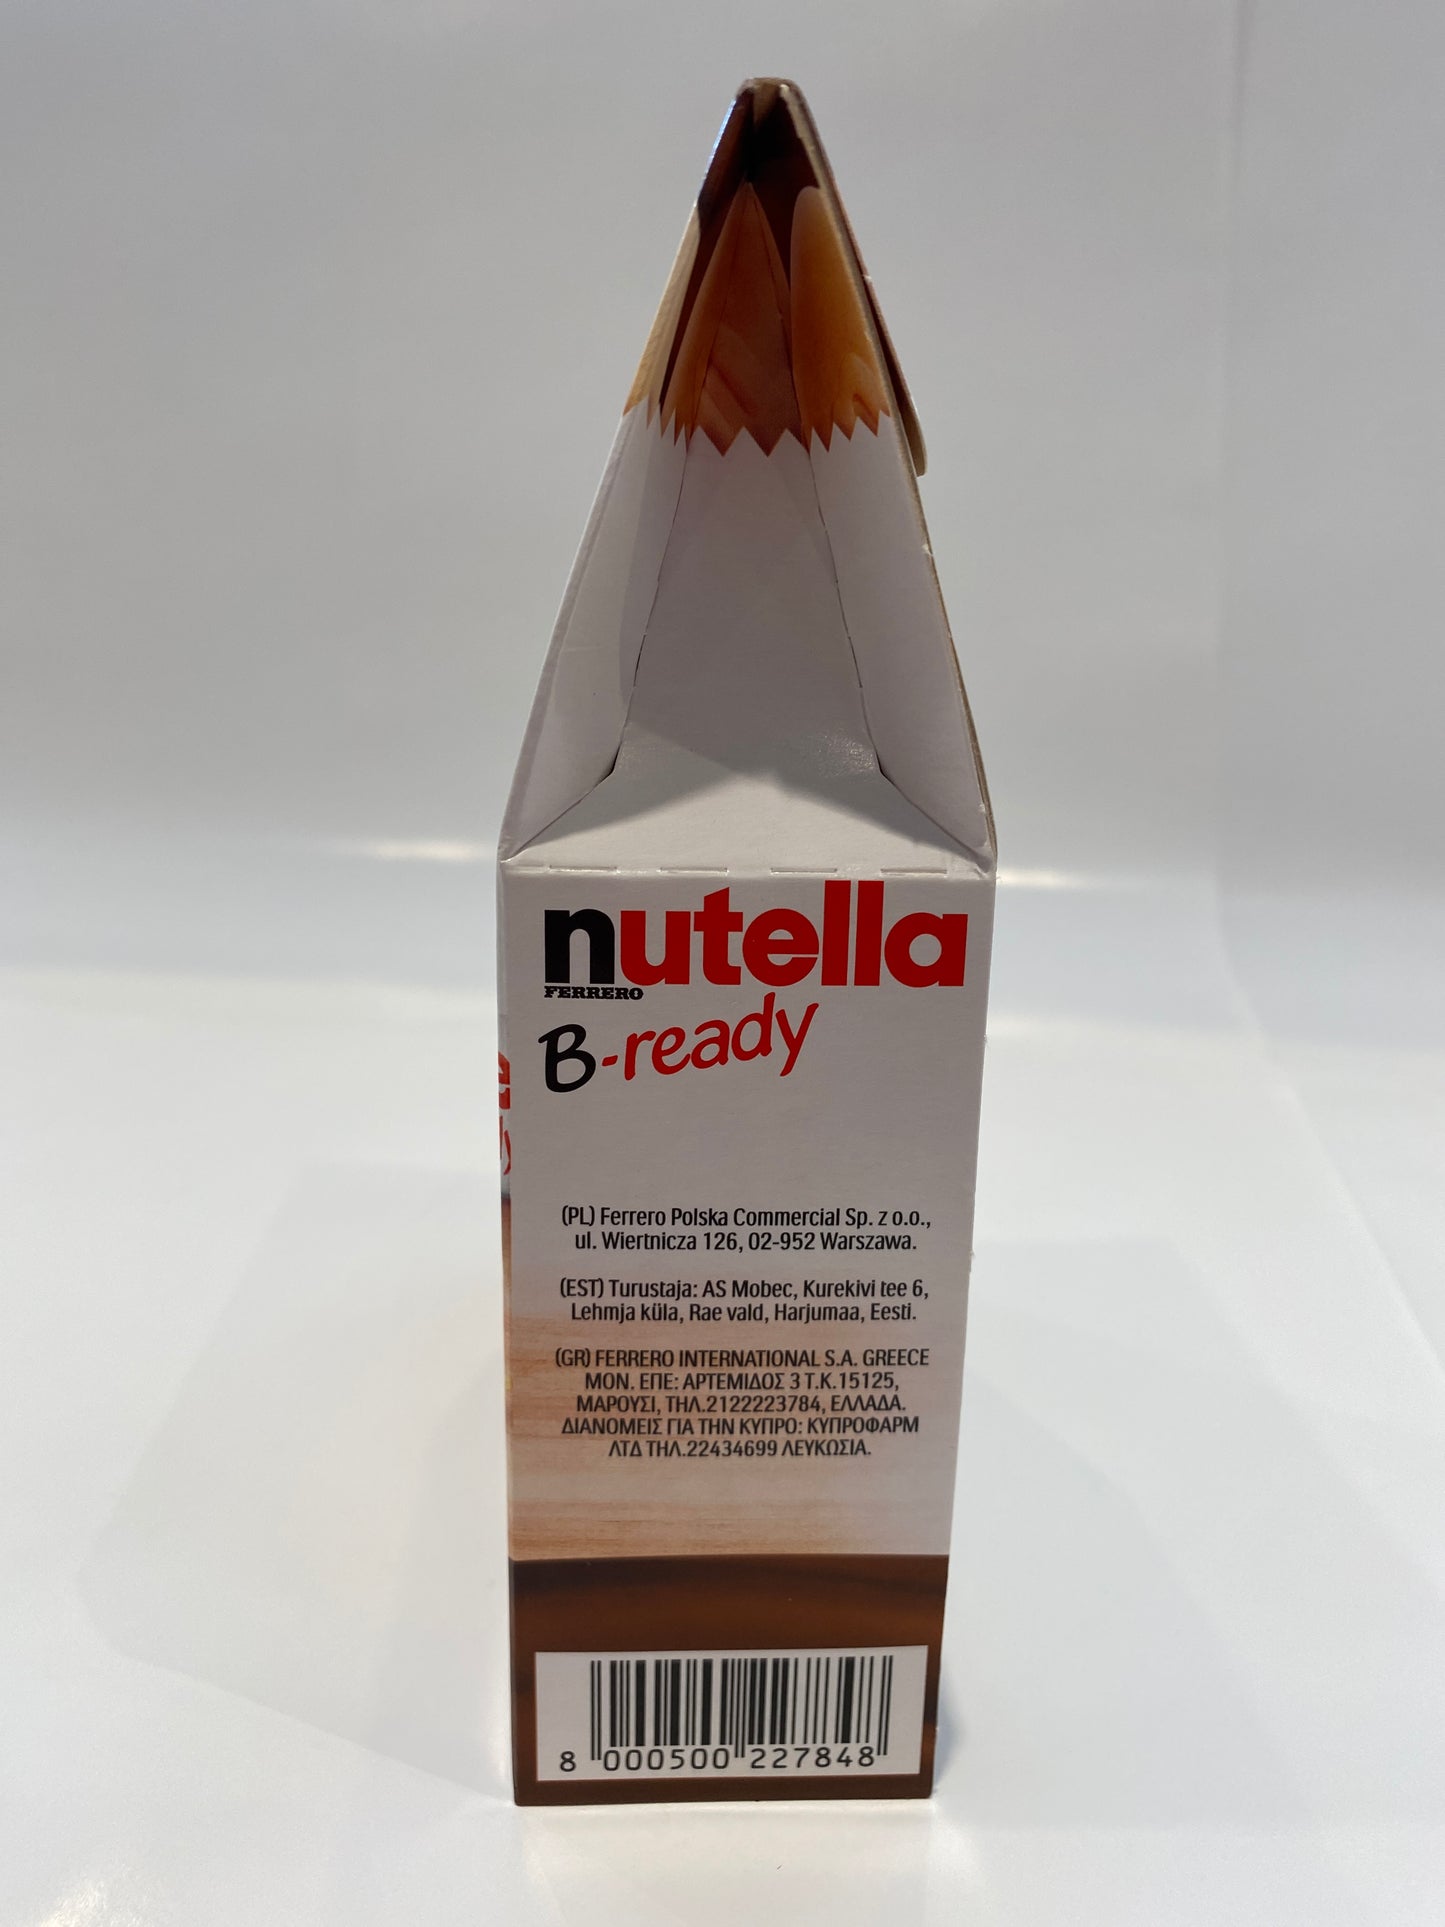 nutella
FERRERO
B-ready
(PL) Ferrero Polska Commercial Sp. z o.o.,
ul. Wiertnicza 126, 02-952 Warszawa.
(EST) Turustaja: AS Mobec, Kurekivi tee 6,
Lehmja küla, Rae vald, Harjumaa, Eesti.
(GR) FERRERO INTERNATIONAL S.A. GREECE
ΜΟΝ. ΕΠΕ: ΑΡΤΕΜΙΔΟΣ 3 Τ.Κ.15125,
ΜΑΡΟΥΣΙ, ΤΗΛ.2122223784, ΕΛΛΑΔΑ.
ΔΙΑΝΟΜΕΙΣ ΓΙΑ ΤΗΝ ΚΥΠΡΟ: ΚΥΠΡΟΦΑΡΜ
ΛΤΔ ΤΗΛ.22434699 ΛΕΥΚΩΣΙΑ.
8 000500 227848